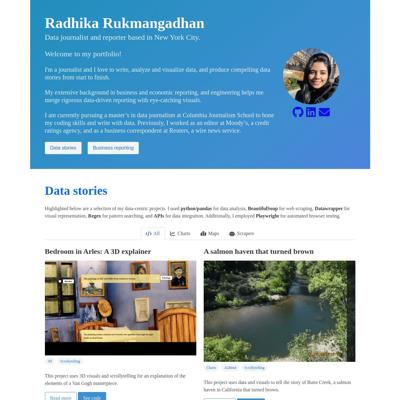 Radhika Rukmangadhan
Data journalist and reporter based in New York City.
Welcome to my portfolio!
I'm a journalist and I love to write, analyze and visualize data, and produce compelling data
stories from start to finish.
My extensive background in business and economic reporting, and engineering helps me
merge rigorous data-driven reporting with eye-catching visuals.
I am currently pursuing a master's in data journalism at Columbia Journalism School to hone
my coding skills and write with data. Previously, I worked as an editor at Moody's, a credit
ratings agency, and as a business correspondent at Reuters, a wire news service.
Data stories
Business reporting
Data stories
Highlighted below are a selection of my data-centric projects. I used python/pandas for data analysis, BeautifulSoup for web scraping, Datawrapper for
visual representation, Regex for pattern searching, and APIs for data integration. Additionally, I employed Playwright for automated browser testing.
All
Charts
Maps
Scrapers
Bedroom in Arles: A 3D explainer
3D
Scrollytelling
This project uses 3D visuals and scrollytelling for an explanation of the
elements of a Van Gogh masterpiece.
Read more
See code
A salmon haven that turned brown
Charts
Ai2html
Scrollytelling
This project uses data and visuals to tell the story of Butte Creek, a salmon
haven in California that turned brown.